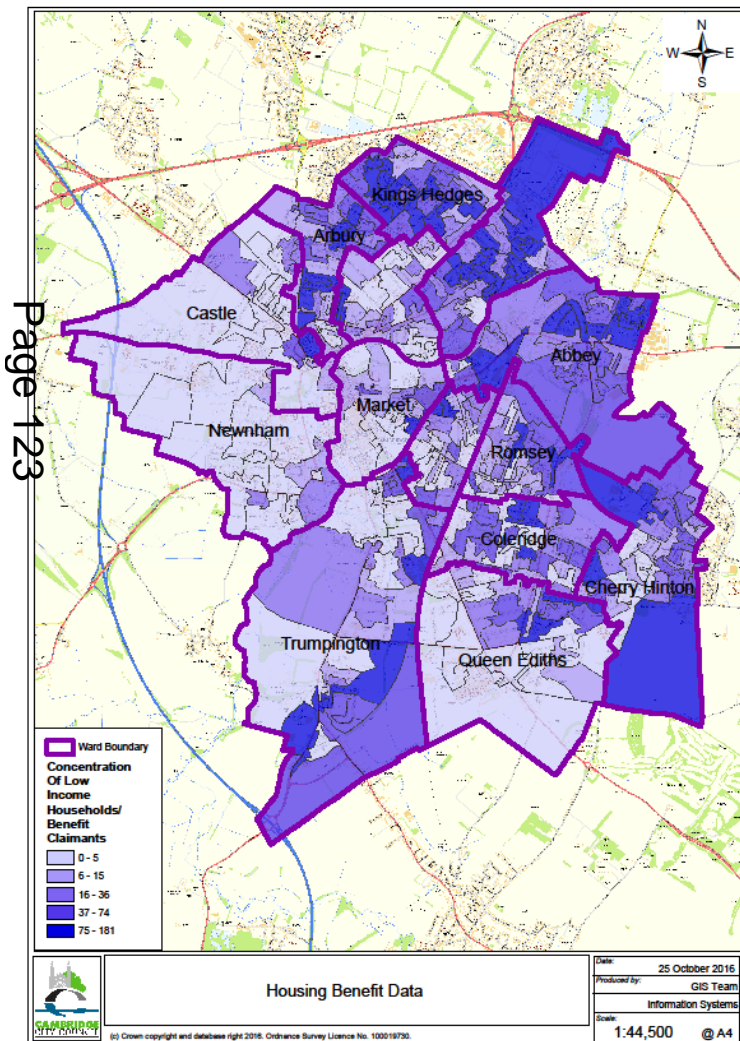 N
W E
S
Kings Hedges
Arbury
Castle
Abbey
Market
Newnham
Romsey
Coleridge
Cherry Hinton
Trumpington
Queen Ediths
Page 123
Ward Boundary
Concentration
Of Low
Income
Households/
Benefit
Claimants
0 - 5
6 - 15
16 - 36
37 - 74
75 - 181
CAMBRIDGE
CITY COUNCIL
Housing Benefit Data
(c) Crown copyright and database right 2016. Ordnance Survey Licence No. 100019730.
Date:
25 October 2016
Produced by:
GIS Team
Information Systems
Scale:
1:44,500 @ A4